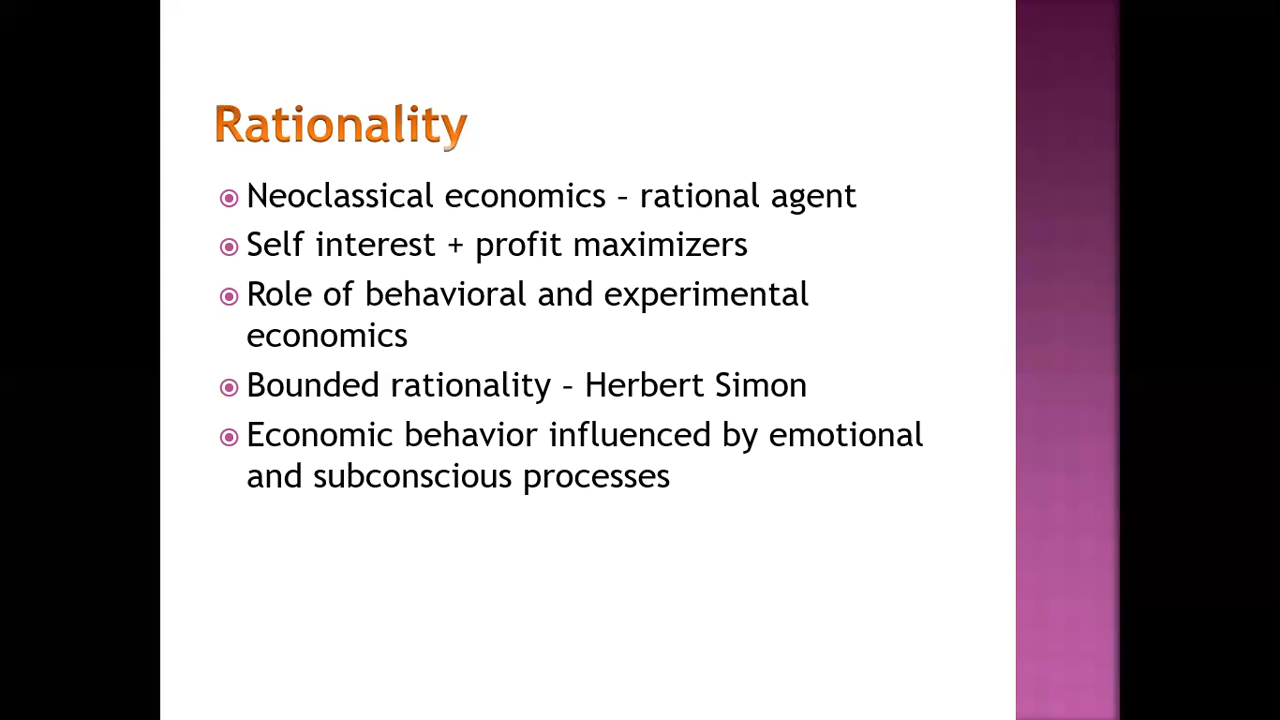 Rationality
Neoclassical economics – rational agent
Self interest + profit maximizers
Role of behavioral and experimental
economics
Bounded rationality – Herbert Simon
Economic behavior influenced by emotional
and subconscious processes